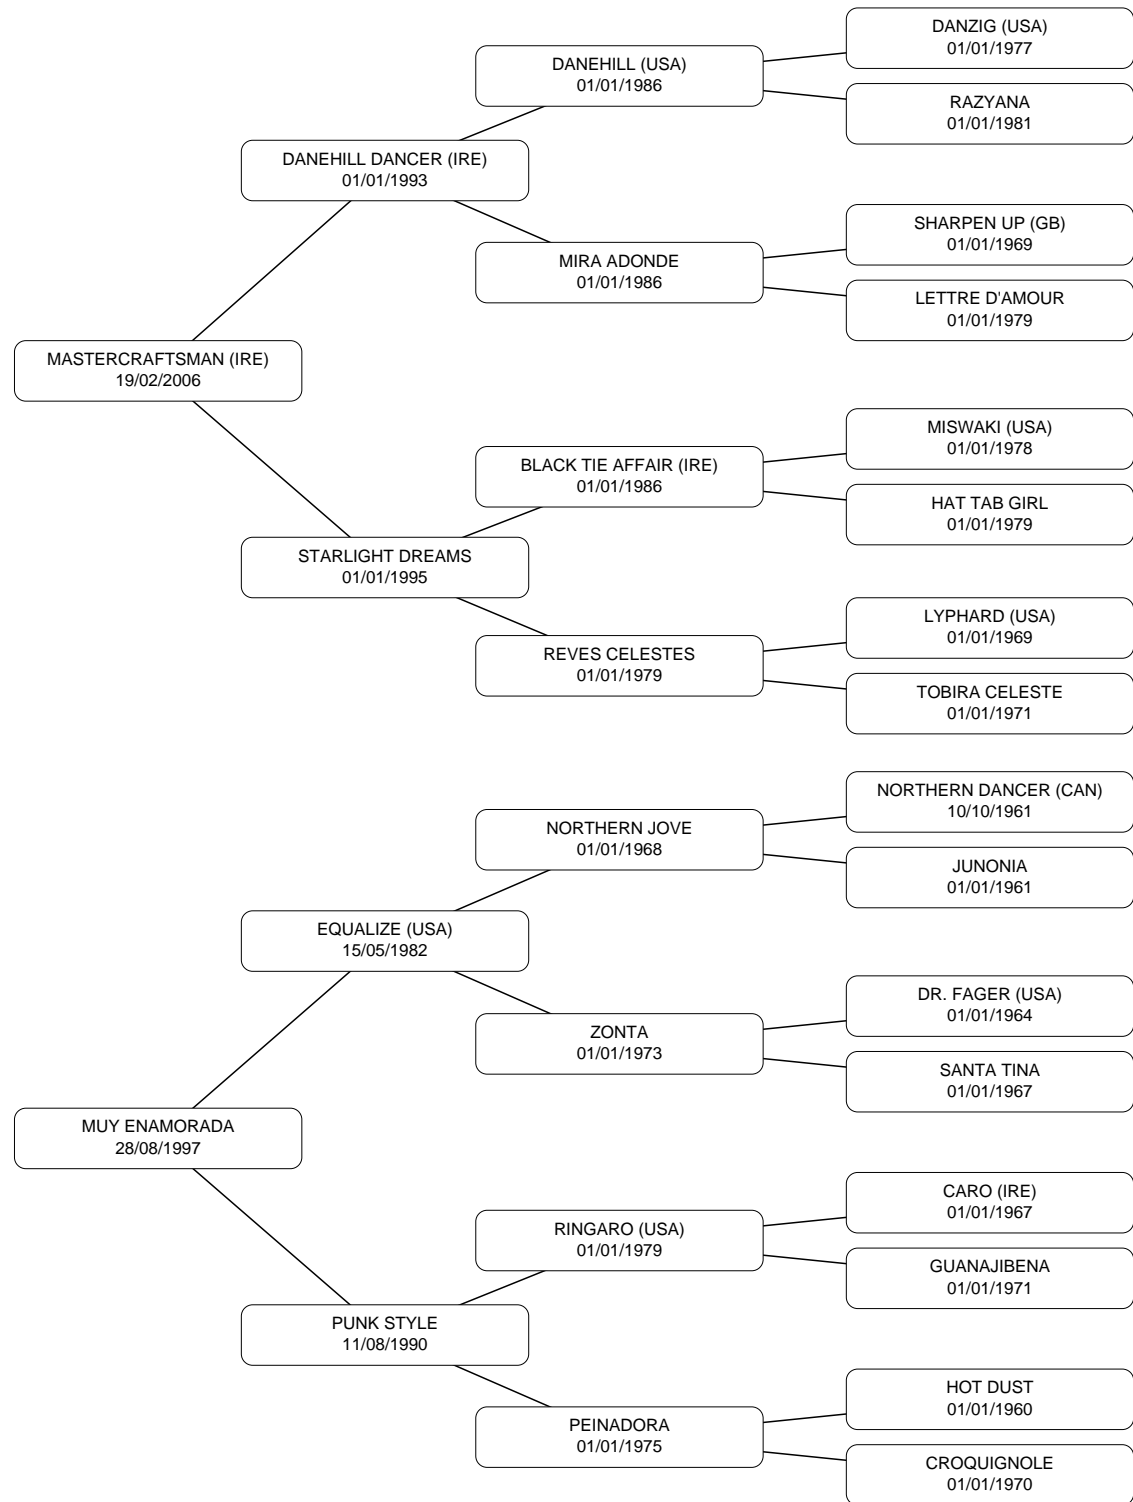 DANZIG (USA)
01/01/1977
DANEHILL (USA)
01/01/1986
RAZYANA
01/01/1981
DANEHILL DANCER (IRE)
01/01/1993
SHARPEN UP (GB)
01/01/1969
MIRA ADONDE
01/01/1986
LETTRE D'AMOUR
01/01/1979
MASTERCRAFTSMAN (IRE)
19/02/2006
MISWAKI (USA)
01/01/1978
BLACK TIE AFFAIR (IRE)
01/01/1986
HAT TAB GIRL
01/01/1979
STARLIGHT DREAMS
01/01/1995
LYPHARD (USA)
01/01/1969
REVES CELESTES
01/01/1979
TOBIRA CELESTE
01/01/1971
NORTHERN DANCER (CAN)
10/10/1961
NORTHERN JOVE
01/01/1968
JUNONIA
01/01/1961
EQUALIZE (USA)
15/05/1982
DR. FAGER (USA)
01/01/1964
ZONTA
01/01/1973
SANTA TINA
01/01/1967
MUY ENAMORADA
28/08/1997
CARO (IRE)
01/01/1967
RINGARO (USA)
01/01/1979
GUANAJIBENA
01/01/1971
PUNK STYLE
11/08/1990
HOT DUST
01/01/1960
PEINADORA
01/01/1975
CROQUIGNOLE
01/01/1970